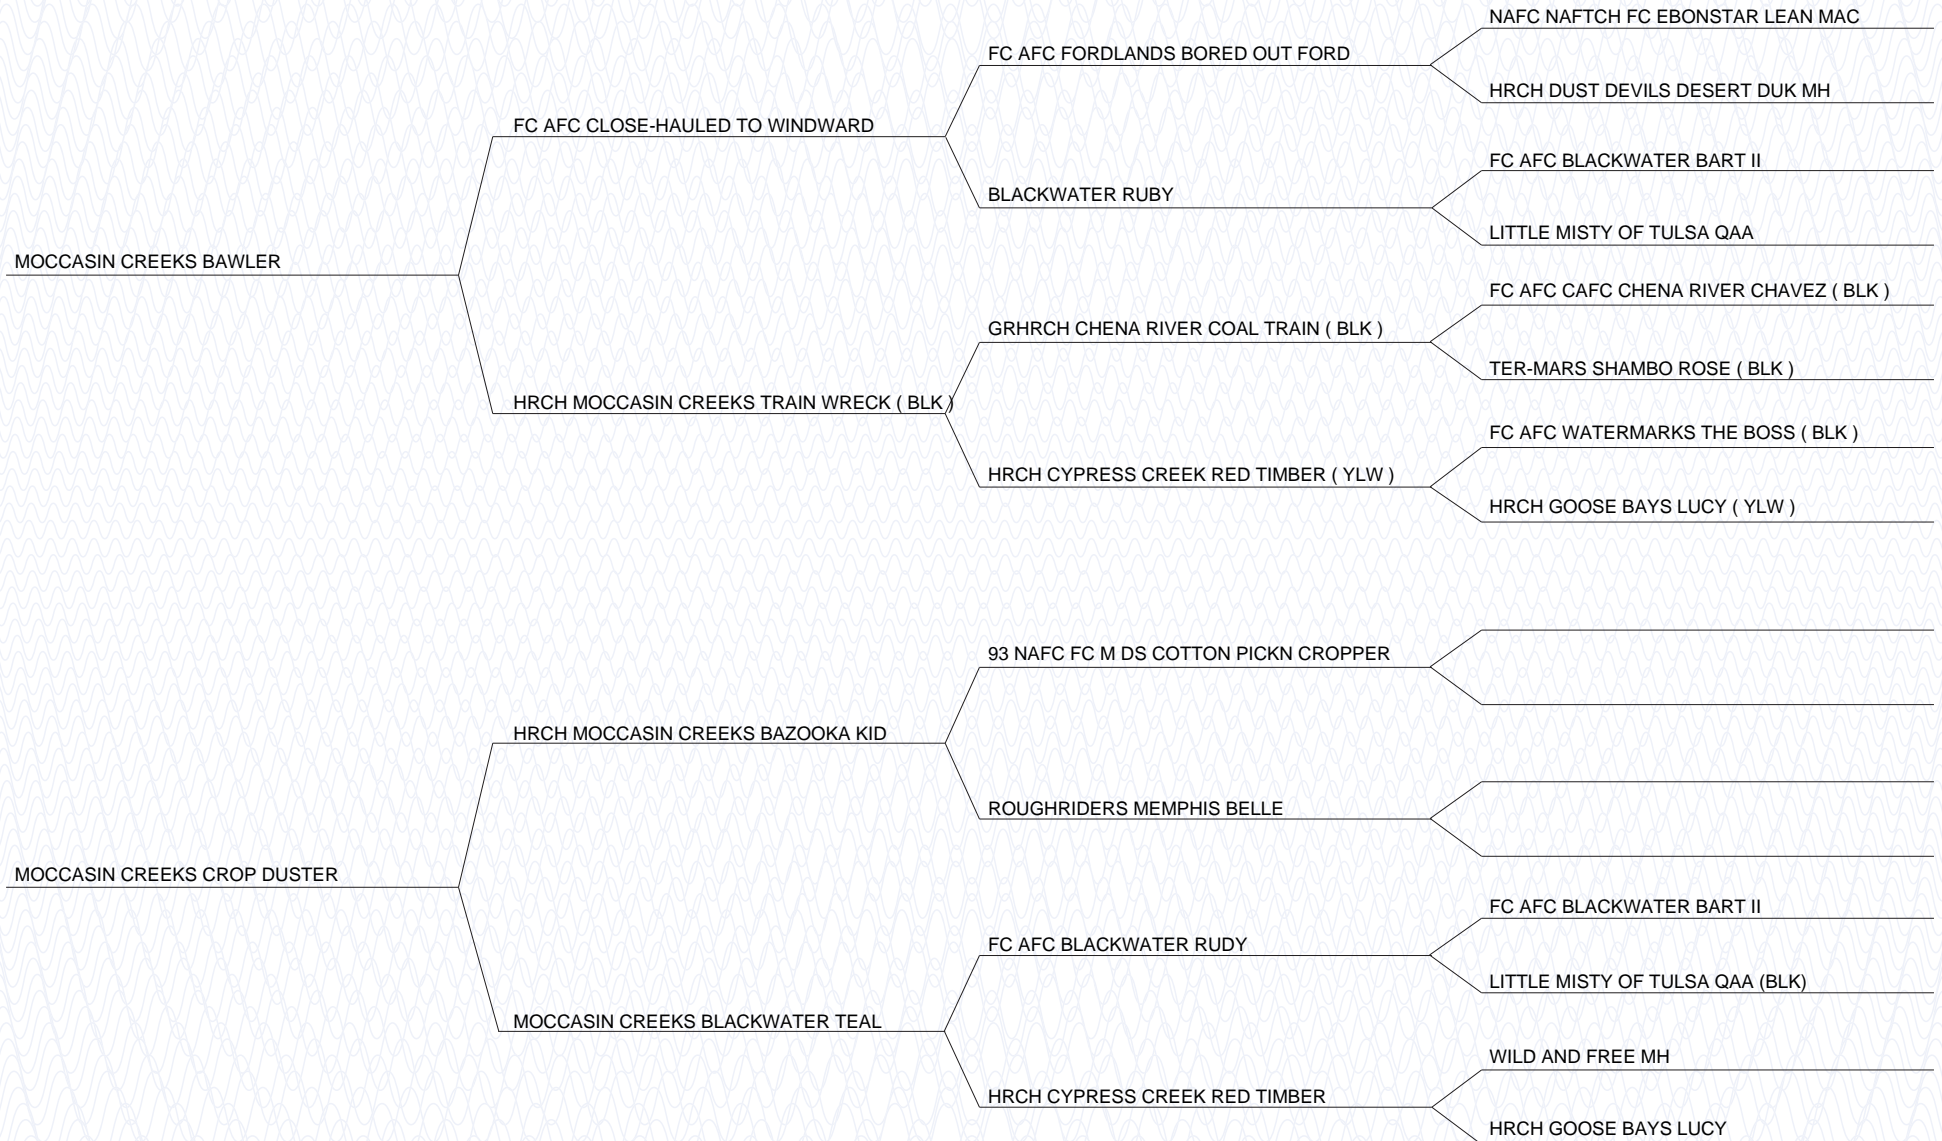 NAFC NAFTCH FC EBONSTAR LEAN MAC
FC AFC FORDLANDS BORED OUT FORD
HRCH DUST DEVILS DESERT DUK MH
FC AFC CLOSE-HAULED TO WINDWARD
FC AFC BLACKWATER BART II
BLACKWATER RUBY
LITTLE MISTY OF TULSA QAA
MOCCASIN CREEKS BAWLER
FC AFC CAFC CHENA RIVER CHAVEZ ( BLK )
GRHRCH CHENA RIVER COAL TRAIN ( BLK )
TER-MARS SHAMBO ROSE ( BLK )
HRCH MOCCASIN CREEKS TRAIN WRECK ( BLK )
FC AFC WATERMARKS THE BOSS ( BLK )
HRCH CYPRESS CREEK RED TIMBER ( YLW )
HRCH GOOSE BAYS LUCY ( YLW )
93 NAFC FC M DS COTTON PICKN CROPPER
HRCH MOCCASIN CREEKS BAZOOKA KID
ROUGHRIDERS MEMPHIS BELLE
MOCCASIN CREEKS CROP DUSTER
FC AFC BLACKWATER BART II
FC AFC BLACKWATER RUDY
LITTLE MISTY OF TULSA QAA (BLK)
MOCCASIN CREEKS BLACKWATER TEAL
WILD AND FREE MH
HRCH CYPRESS CREEK RED TIMBER
HRCH GOOSE BAYS LUCY